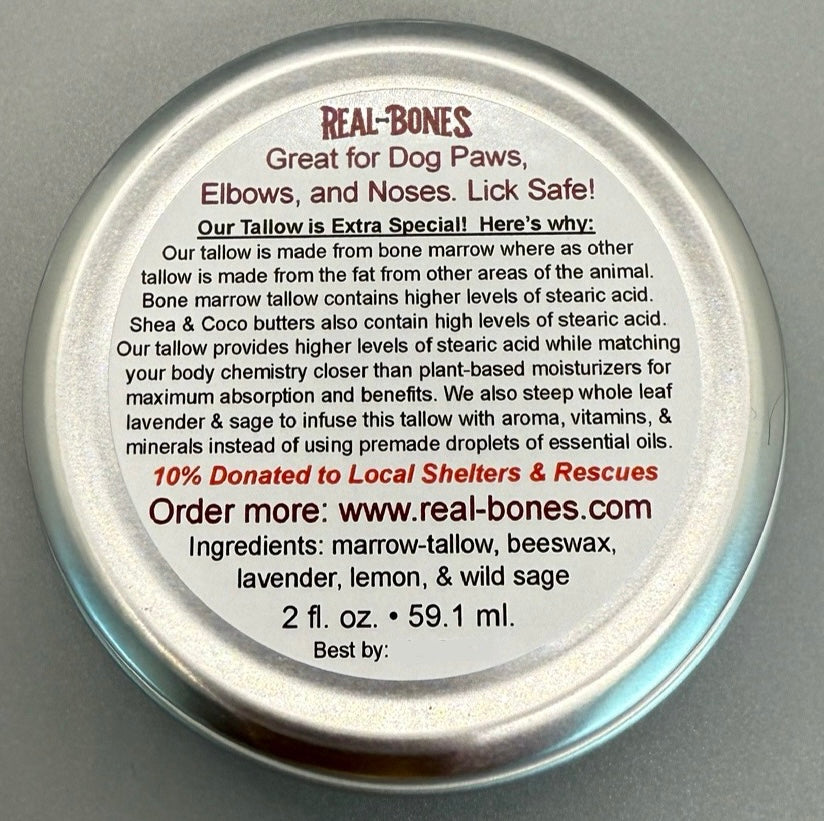 REAL-BONES
Great for Dog Paws,
Elbows, and Noses. Lick Safe!
Our Tallow is Extra Special! Here's why:
Our tallow is made from bone marrow where as other
tallow is made from the fat from other areas of the animal.
Bone marrow tallow contains higher levels of stearic acid.
Shea & Coco butters also contain high levels of stearic acid.
Our tallow provides higher levels of stearic acid while matching
your body chemistry closer than plant-based moisturizers for
maximum absorption and benefits. We also steep whole leaf
lavender & sage to infuse this tallow with aroma, vitamins, &
minerals instead of using premade droplets of essential oils.
10% Donated to Local Shelters & Rescues
Order more: www.real-bones.com
Ingredients: marrow-tallow, beeswax,
lavender, lemon, & wild sage
2 fl. oz. • 59.1 ml.
Best by: